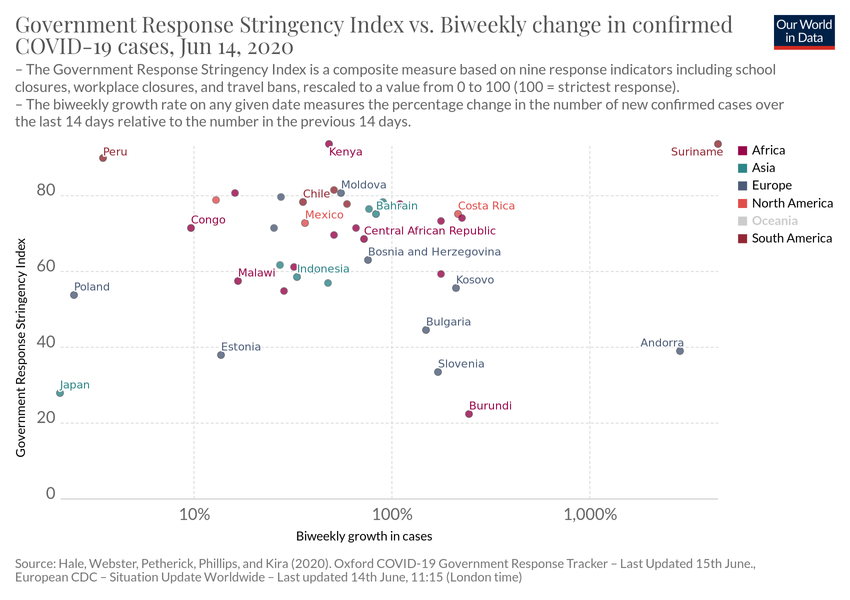 Government Response Stringency Index vs. Biweekly change in confirmed
COVID-19 cases, Jun 14, 2020
Our World
in Data
– The Government Response Stringency Index is a composite measure based on nine response indicators including school
closures, workplace closures, and travel bans, rescaled to a value from 0 to 100 (100 = strictest response).
– The biweekly growth rate on any given date measures the percentage change in the number of new confirmed cases over
the last 14 days relative to the number in the previous 14 days.
Peru
Kenya
Suriname
Africa
Asia
Europe
North America
Oceania
South America
80
Chile
Moldova
Bahrain
Costa Rica
Mexico
Congo
Central African Republic
Bosnia and Herzegovina
60
Malawi
Indonesia
Kosovo
Poland
Bulgaria
40
Estonia
Andorra
Slovenia
Japan
Burundi
20
0
Government Response Stringency Index
10%
100%
1,000%
Biweekly growth in cases
Source: Hale, Webster, Petherick, Phillips, and Kira (2020). Oxford COVID-19 Government Response Tracker – Last Updated 15th June.,
European CDC – Situation Update Worldwide – Last updated 14th June, 11:15 (London time)